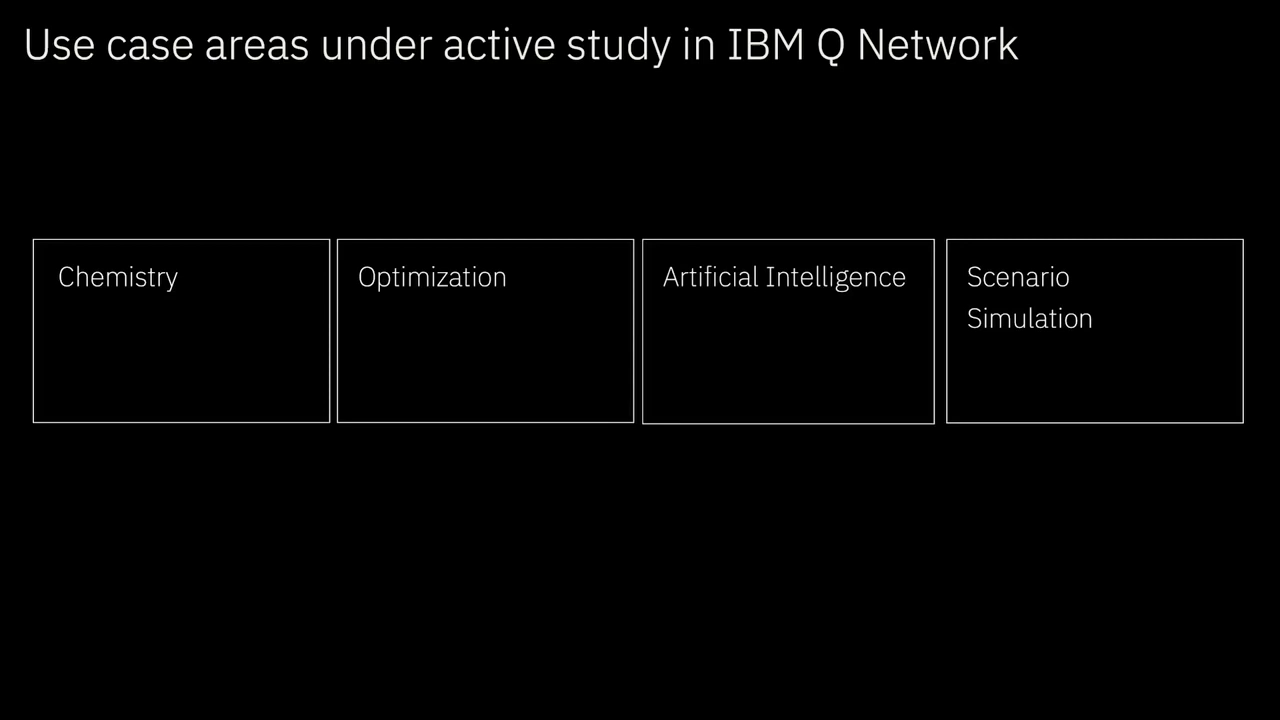 Use case areas under active study in IBM Q Network
Chemistry
Optimization
Artificial Intelligence
Scenario
Simulation